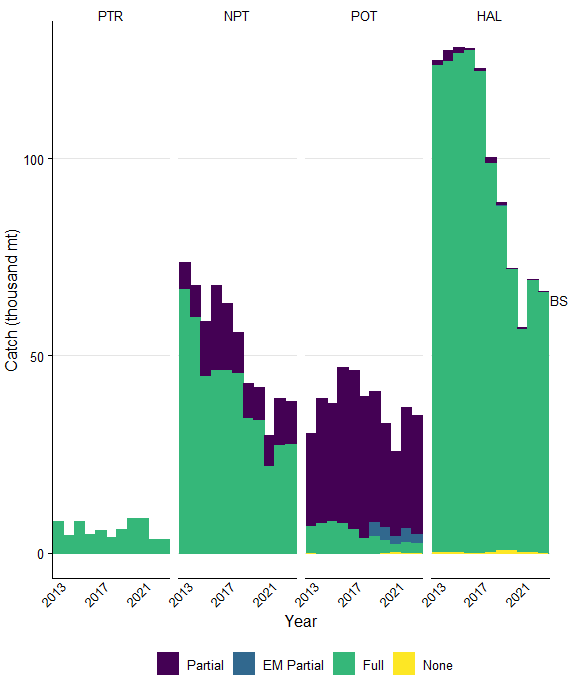 PTR NPT POT HAL
Catch (thousand mt)
100
50
0
BS
2013 2017 2021 2013 2017 2021 2013 2017 2021 2013 2017 2021
Year
Partial EM Partial Full None